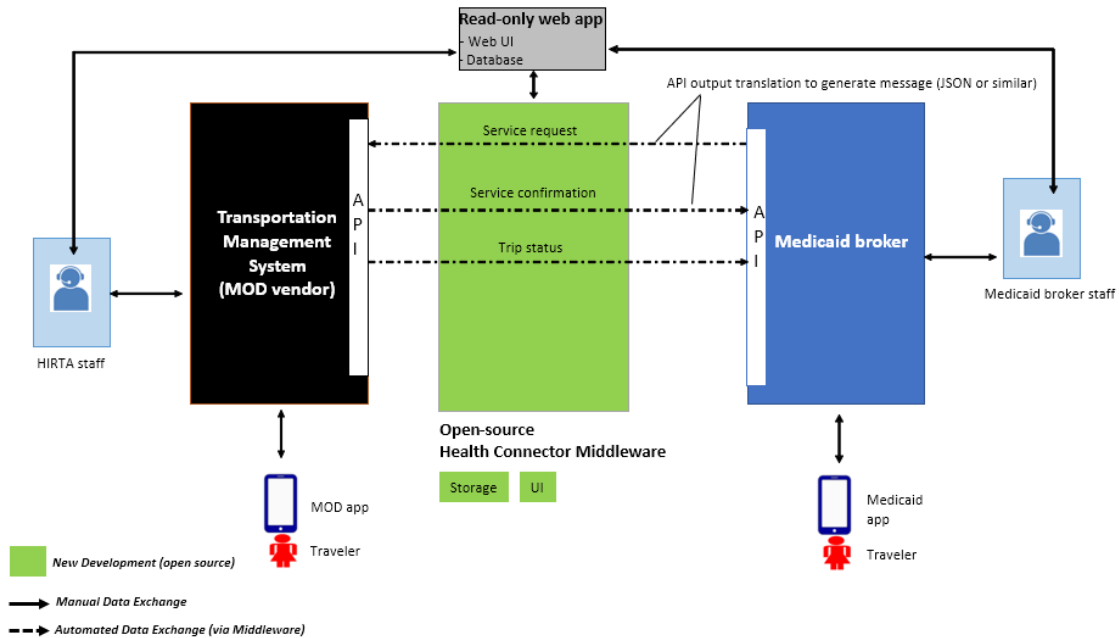 Read-only web app
- Web UI
- Database
API output translation to generate message (JSON or similar)
Service request
Service confirmation
Trip status
API
API
Transportation
Management
System
(MOD vendor)
Medicaid broker
HIRTA staff
Medicaid broker staff
Open-source
Health Connector Middleware
Storage
UI
MOD app
Traveler
Medicaid
app
Traveler
New Development (open source)
Manual Data Exchange
Automated Data Exchange (via Middleware)